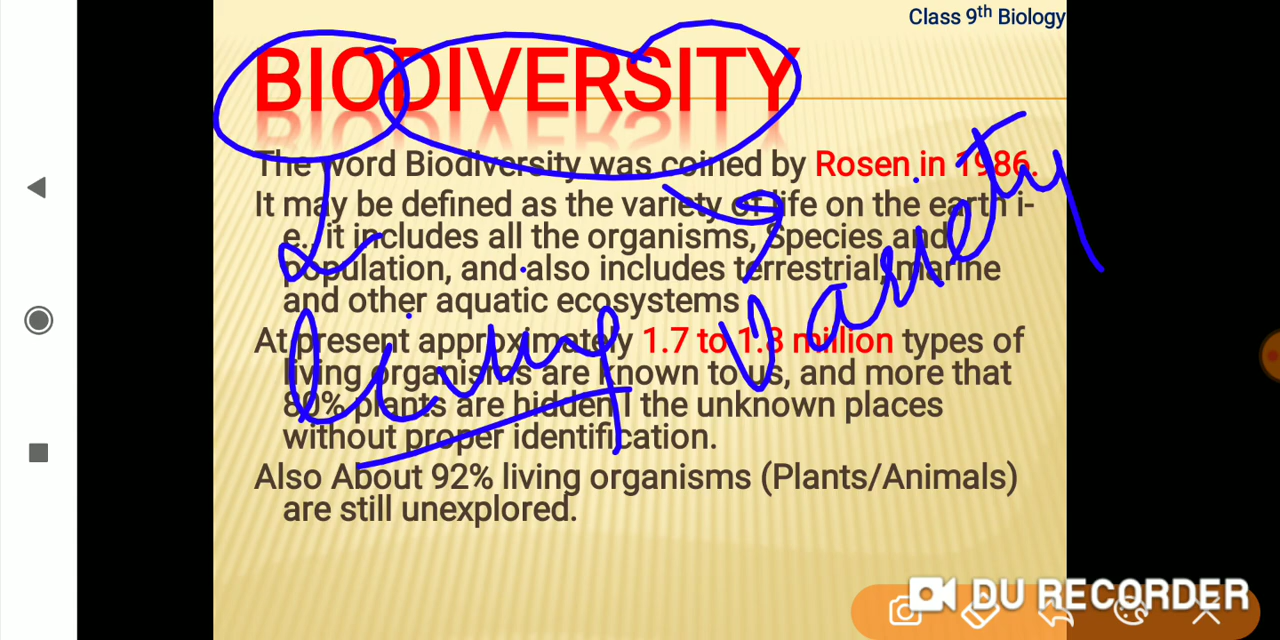 Class 9th Biology
BIODIVERSITY
The word Biodiversity was coined by Rosen in 1986.
It may be defined as the variety of life on the earth i-
e., it includes all the organisms, Species and
population, and also includes terrestrial, marine
and other aquatic ecosystems
At present approximately 1.7 to 1.8 million types of
living organisms are known to us, and more that
80% plants are hidden I the unknown places
without proper identification.
Also About 92% living organisms (Plants/Animals)
are still unexplored.
Living
Variety
DU RECORDER